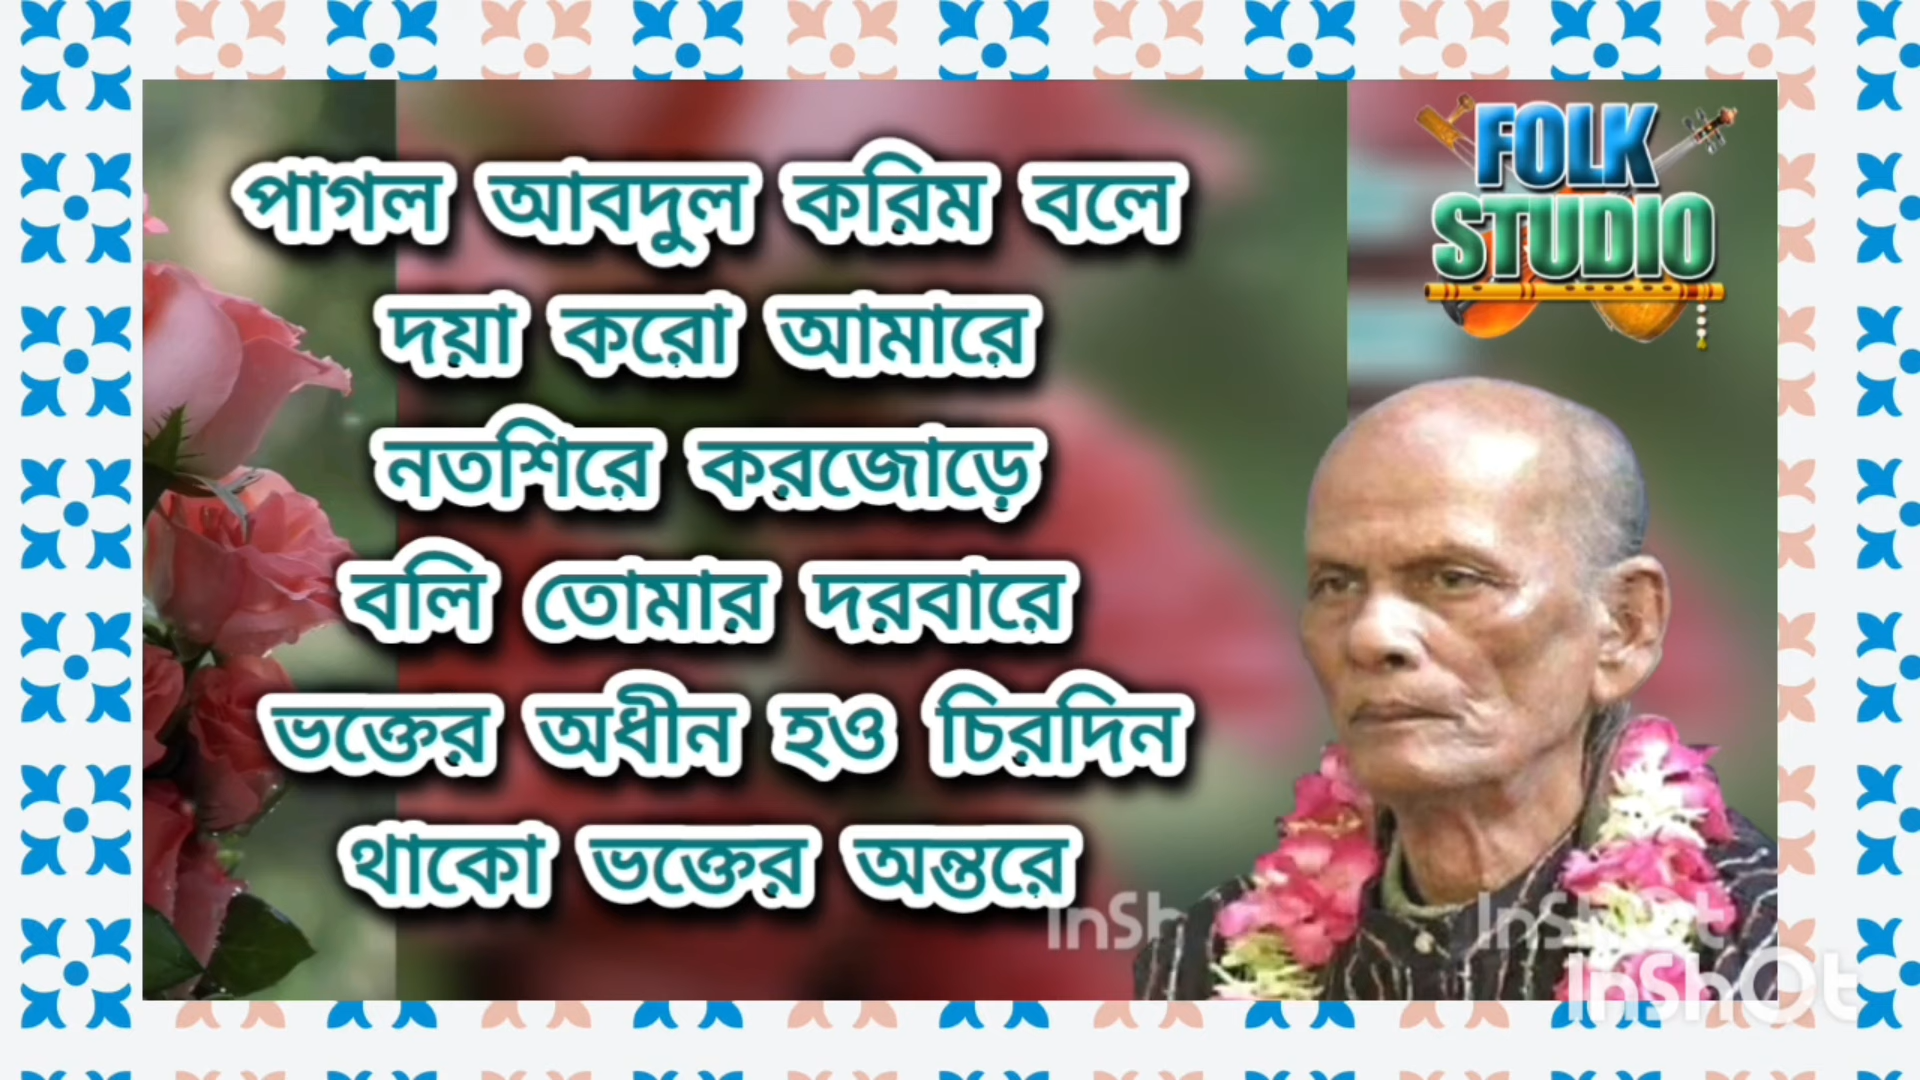 পাগল আবদুল করিম বলে
দয়া করো আমারে
নতশিরে করজোড়ে
বলি তোমার দরবারে
ভক্তের অধীন হও চিরদিন
থাকো ভক্তের অন্তরে
FOLK
STUDIO
InSh
InShOt
InShOt